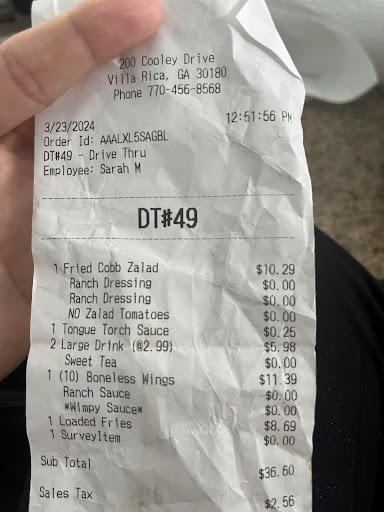 200 Cooley Drive
Villa Rica, GA 30180
Phone 770-456-8568
3/23/2024 12:51:56 PM
Order Id: AAALXL5SAGBL
DT#49 - Drive Thru
Employee: Sarah M
DT#49
1 Fried Cobb Zalad $10.29
Ranch Dressing $0.00
Ranch Dressing $0.00
NO Zalad Tomatoes $0.00
1 Tongue Torch Sauce $0.25
2 Large Drink (@2.99) $5.98
Sweet Tea $0.00
1 (10) Boneless Wings $11.39
Ranch Sauce $0.00
*Wimpy Sauce* $0.00
1 Loaded Fries $8.69
1 SurveyItem $0.00
Sub Total $36.60
Sales Tax $2.56